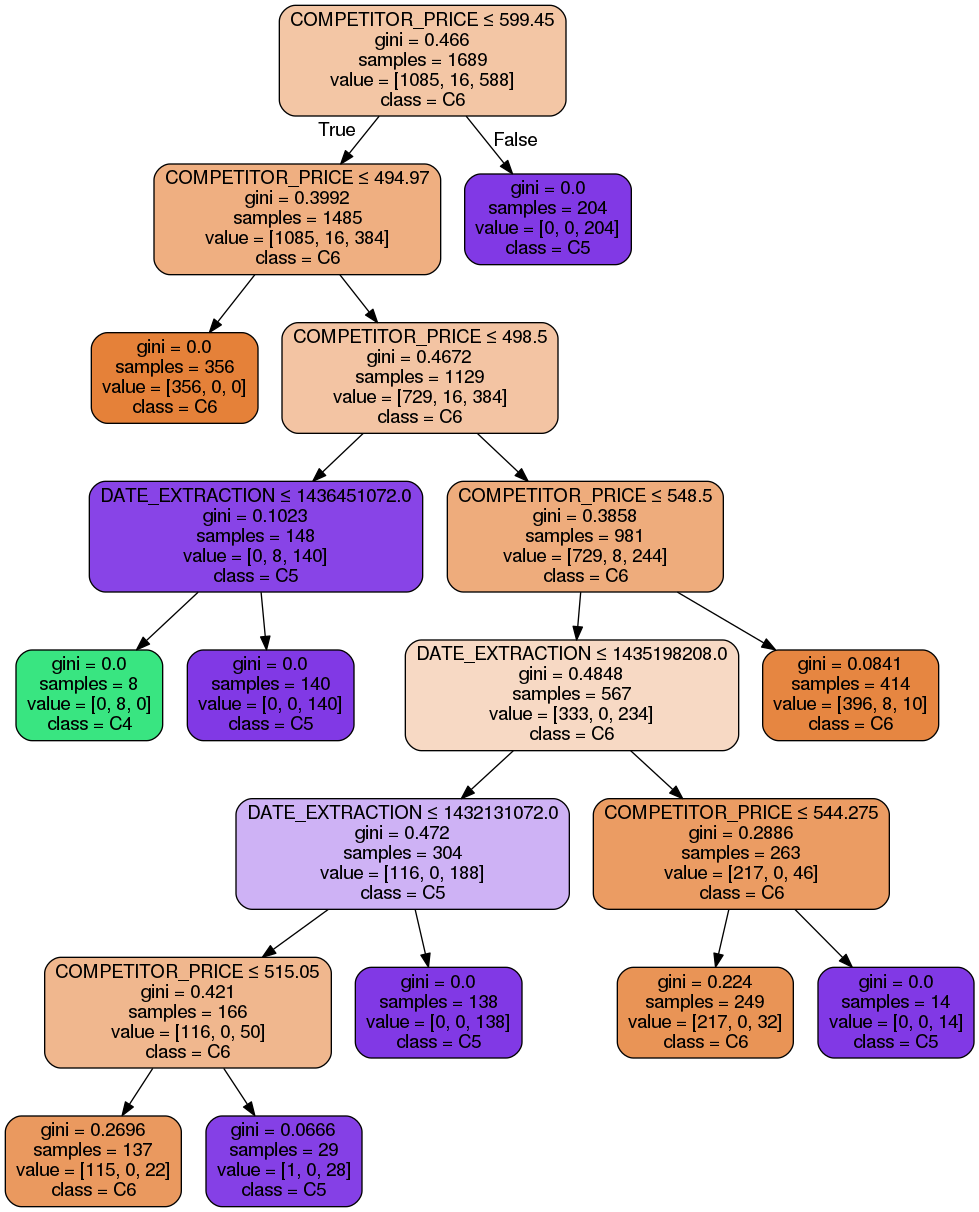 COMPETITOR_PRICE ≤ 599.45
gini = 0.466
samples = 1689
value = [1085, 16, 588]
class = C6
True
False
COMPETITOR_PRICE ≤ 494.97
gini = 0.3992
samples = 1485
value = [1085, 16, 384]
class = C6
gini = 0.0
samples = 204
value = [0, 0, 204]
class = C5
gini = 0.0
samples = 356
value = [356, 0, 0]
class = C6
COMPETITOR_PRICE ≤ 498.5
gini = 0.4672
samples = 1129
value = [729, 16, 384]
class = C6
DATE_EXTRACTION ≤ 1436451072.0
gini = 0.1023
samples = 148
value = [0, 8, 140]
class = C5
COMPETITOR_PRICE ≤ 548.5
gini = 0.3858
samples = 981
value = [729, 8, 244]
class = C6
gini = 0.0
samples = 8
value = [0, 8, 0]
class = C4
gini = 0.0
samples = 140
value = [0, 0, 140]
class = C5
DATE_EXTRACTION ≤ 1435198208.0
gini = 0.4848
samples = 567
value = [333, 0, 234]
class = C6
gini = 0.0841
samples = 414
value = [396, 8, 10]
class = C6
DATE_EXTRACTION ≤ 1432131072.0
gini = 0.472
samples = 304
value = [116, 0, 188]
class = C5
COMPETITOR_PRICE ≤ 544.275
gini = 0.2886
samples = 263
value = [217, 0, 46]
class = C6
COMPETITOR_PRICE ≤ 515.05
gini = 0.421
samples = 166
value = [116, 0, 50]
class = C6
gini = 0.0
samples = 138
value = [0, 0, 138]
class = C5
gini = 0.224
samples = 249
value = [217, 0, 32]
class = C6
gini = 0.0
samples = 14
value = [0, 0, 14]
class = C5
gini = 0.2696
samples = 137
value = [115, 0, 22]
class = C6
gini = 0.0666
samples = 29
value = [1, 0, 28]
class = C5